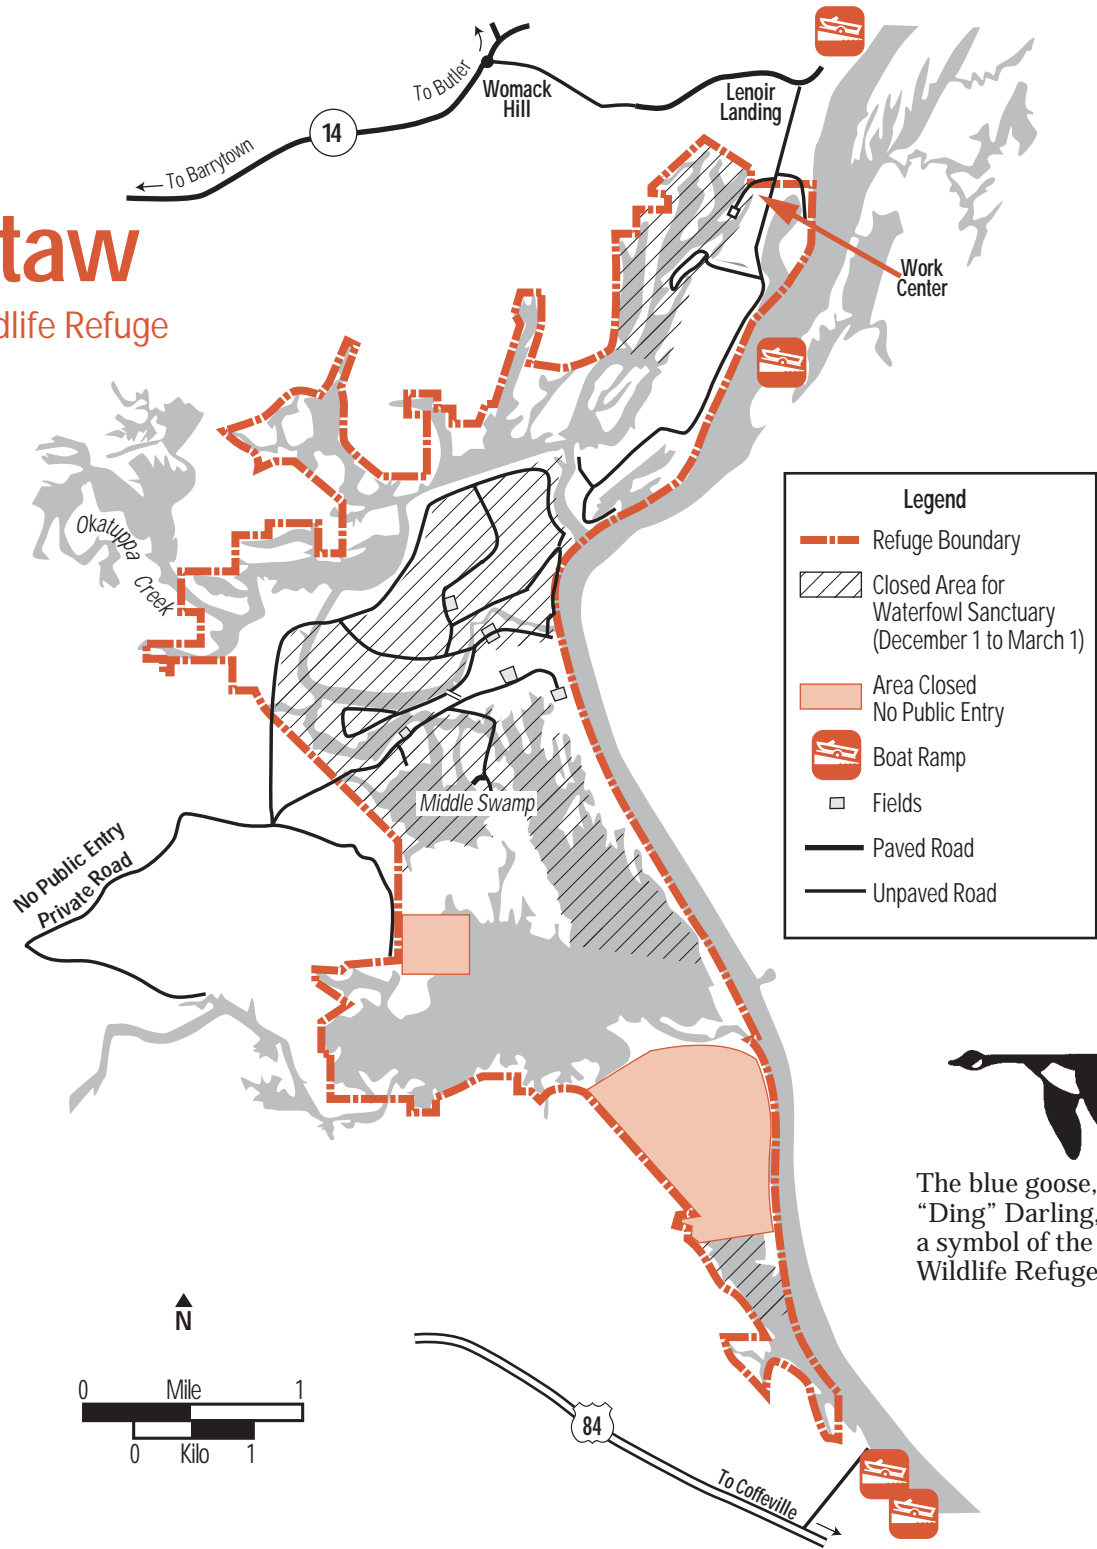 To Butler
Womack
Hill
Lenoir
Landing
14
To Barrytown
taw
dlife Refuge
Work
Center
Okatuppa
Creek
Legend
Refuge Boundary
Closed Area for
Waterfowl Sanctuary
(December 1 to March 1)
Area Closed
No Public Entry
Boat Ramp
Fields
Paved Road
Unpaved Road
Middle Swamp
No Public Entry
Private Road
The blue goose,
“Ding” Darling,
a symbol of the
Wildlife Refuge
N
0 Mile 1
0 Kilo 1
84
To Coffeville